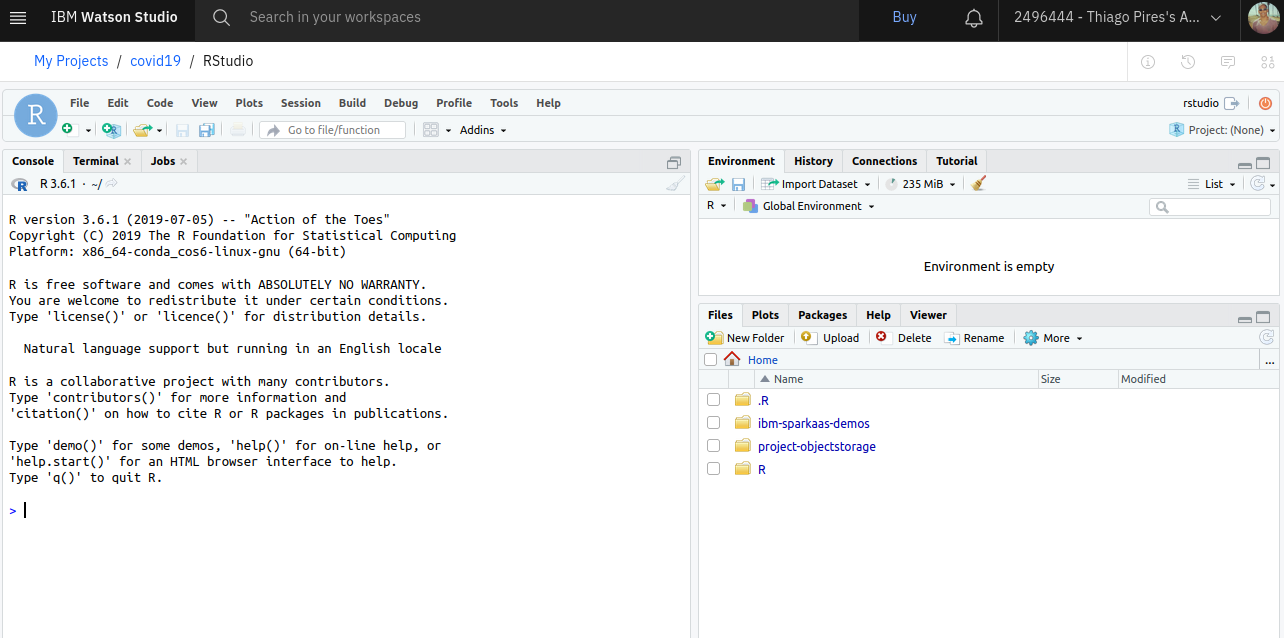 IBM Watson Studio
Search in your workspaces
Buy
2496444 - Thiago Pires's A...
My Projects / covid19 / RStudio
R
File Edit Code View Plots Session Build Debug Profile Tools Help
rstudio
Go to file/function
Addins
Project: (None)
Console Terminal Jobs
R 3.6.1 · ~/
R version 3.6.1 (2019-07-05) -- "Action of the Toes"
Copyright (C) 2019 The R Foundation for Statistical Computing
Platform: x86_64-conda_cos6-linux-gnu (64-bit)
R is free software and comes with ABSOLUTELY NO WARRANTY.
You are welcome to redistribute it under certain conditions.
Type 'license()' or 'licence()' for distribution details.
Natural language support but running in an English locale
R is a collaborative project with many contributors.
Type 'contributors()' for more information and
'citation()' on how to cite R or R packages in publications.
Type 'demo()' for some demos, 'help()' for on-line help, or
'help.start()' for an HTML browser interface to help.
Type 'q()' to quit R.
>
Environment History Connections Tutorial
Import Dataset 235 MiB List
R Global Environment
Environment is empty
Files Plots Packages Help Viewer
New Folder Upload Delete Rename More
Home ...
Name Size Modified
.R
ibm-sparkaas-demos
project-objectstorage
R